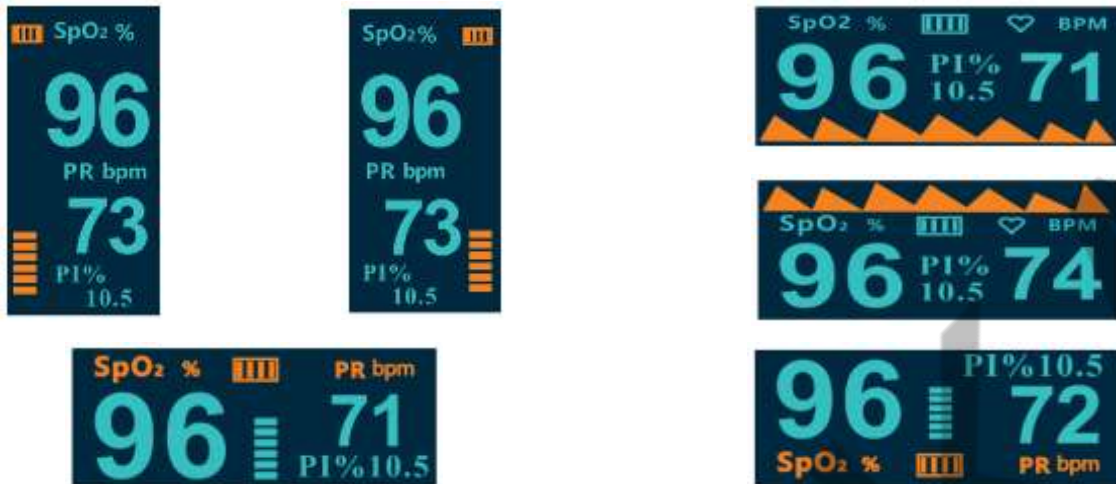 SpO₂ %
96
PR bpm
73
PI%
10.5
SpO₂%
96
PR bpm
73
PI%
10.5
SpO2 % BPM
96 PI% 71
10.5
SpO₂ % BPM
96 PI% 74
10.5
SpO₂ % PR bpm
96 71
PI%10.5
PI%10.5
96 72
SpO₂ % PR bpm